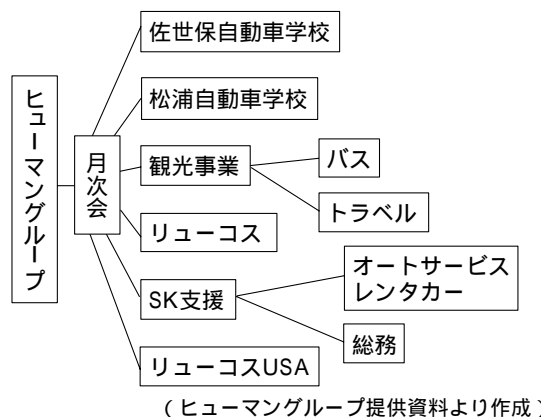 ヒューマングループ
月次会
佐世保自動車学校
松浦自動車学校
観光事業
バス
トラベル
リューコス
SK支援
オートサービス
レンタカー
総務
リューコスUSA
(ヒューマングループ提供資料より作成)